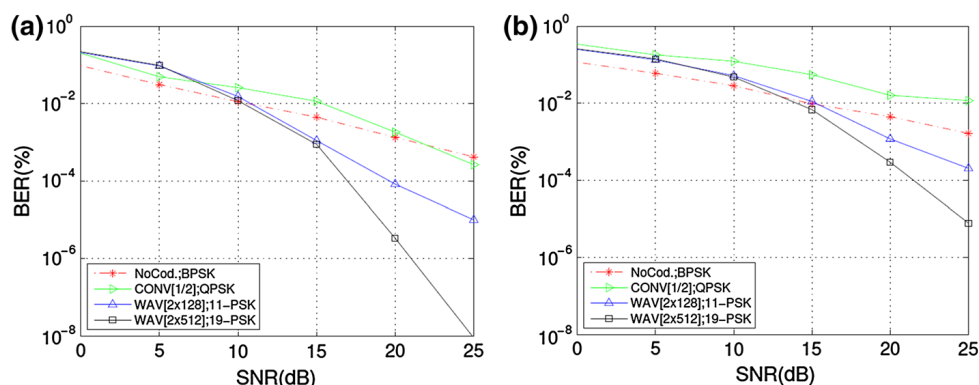 (a)
10^0
10^-2
10^-4
10^-6
10^-8
BER(%)
0 5 10 15 20 25
SNR(dB)
NoCod.;BPSK
CONV[1/2];QPSK
WAV[2x128];11-PSK
WAV[2x512];19-PSK
(b)
10^0
10^-2
10^-4
10^-6
10^-8
BER(%)
0 5 10 15 20 25
SNR(dB)
NoCod.;BPSK
CONV[1/2];QPSK
WAV[2x128];11-PSK
WAV[2x512];19-PSK